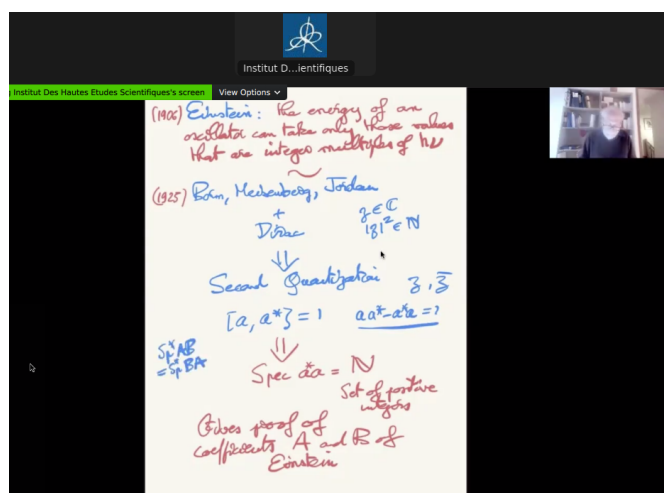 Institut D...ientifiques
Institut Des Hautes Etudes Scientifiques's screen
View Options
(1906) Einstein: the energy of an
oscillator can take only those values
that are integer multiples of hν
(1925) Born, Heisenberg, Jordan
+
Dirac
z ∈ ℂ
|z|² ∈ ℕ
⇓
Second Quantization z, z̄
[a, a*] = 1 aa* - a*a = 1
Sp* AB
= Sp* BA
⇓
Spec a*a = ℕ
Set of positive
integers
Gives proof of
coefficients A and B of
Einstein